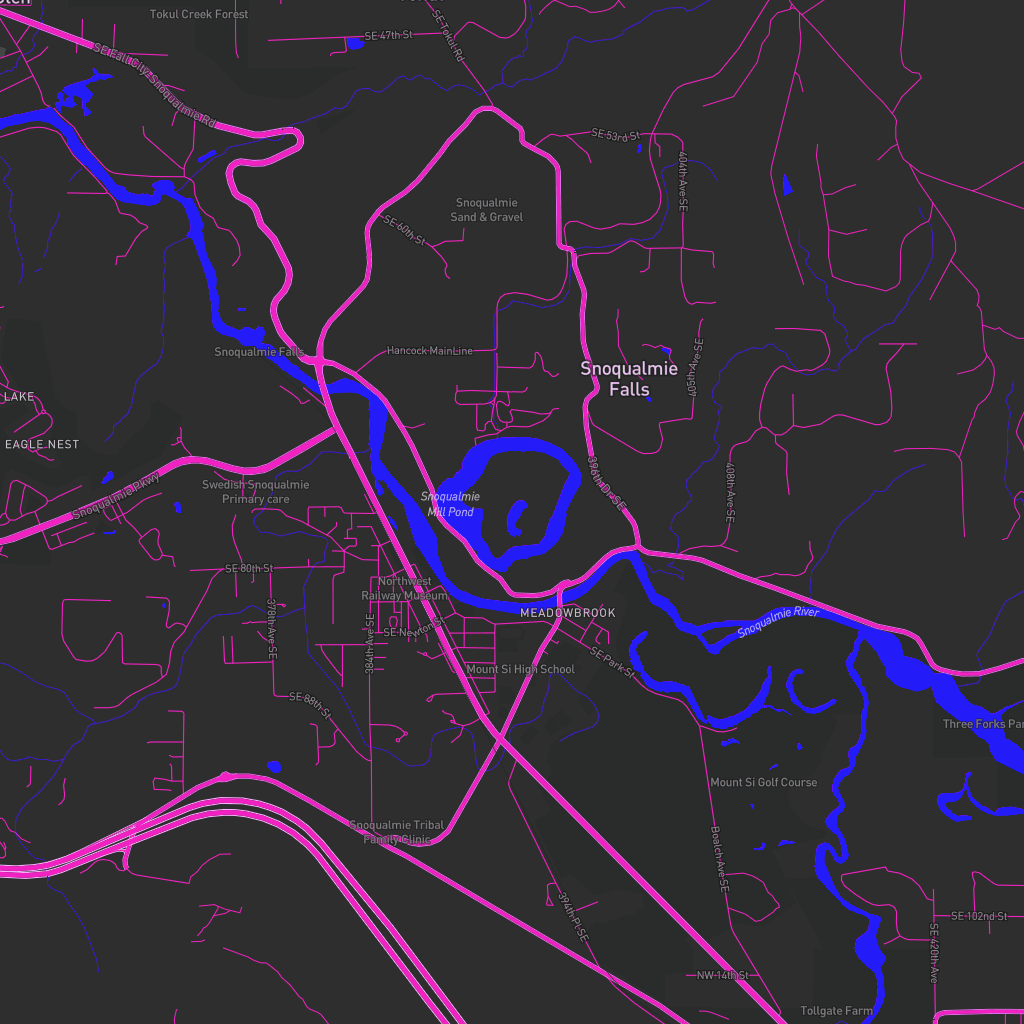 Tokul Creek Forest
SE Tokul Rd
SE 47th St
SE Fall City Snoqualmie Rd
SE 53rd St
404th Ave SE
Snoqualmie
Sand & Gravel
SE 60th St
Snoqualmie Falls
Hancock MainLine
Snoqualmie
Falls
405th Ave SE
LAKE
EAGLE NEST
Snoqualmie Pkwy
Swedish Snoqualmie
Primary care
Snoqualmie
Mill Pond
396th Dr SE
408th Ave SE
SE 80th St
Northwest
Railway Museum
378th Ave SE
384th Ave SE
SE Newton St
MEADOWBROOK
Snoqualmie River
SE Park St
Mount Si High School
SE 88th St
Three Forks Par
Mount Si Golf Course
Snoqualmie Tribal
Family Clinic
Boalch Ave SE
394th Pl SE
SE 102nd St
SE 420th Ave
NW 14th St
Tollgate Farm